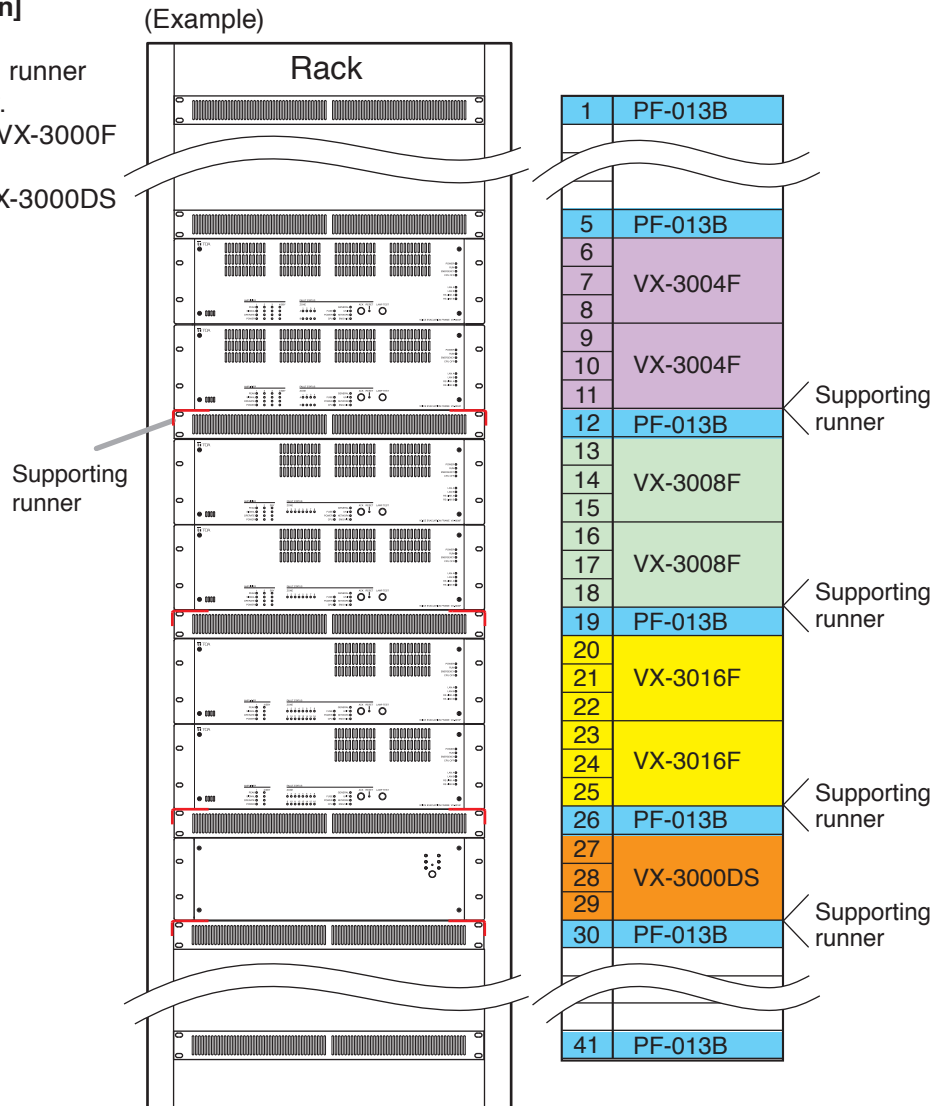 n]
(Example)
runner
.
VX-3000F
X-3000DS
Rack
Supporting
runner
1 PF-013B
5 PF-013B
6
7 VX-3004F
8
9
10 VX-3004F
11
Supporting
runner
12 PF-013B
13
14 VX-3008F
15
16
17 VX-3008F
18
Supporting
runner
19 PF-013B
20
21 VX-3016F
22
23
24 VX-3016F
25
Supporting
runner
26 PF-013B
27
28 VX-3000DS
29
Supporting
runner
30 PF-013B
41 PF-013B